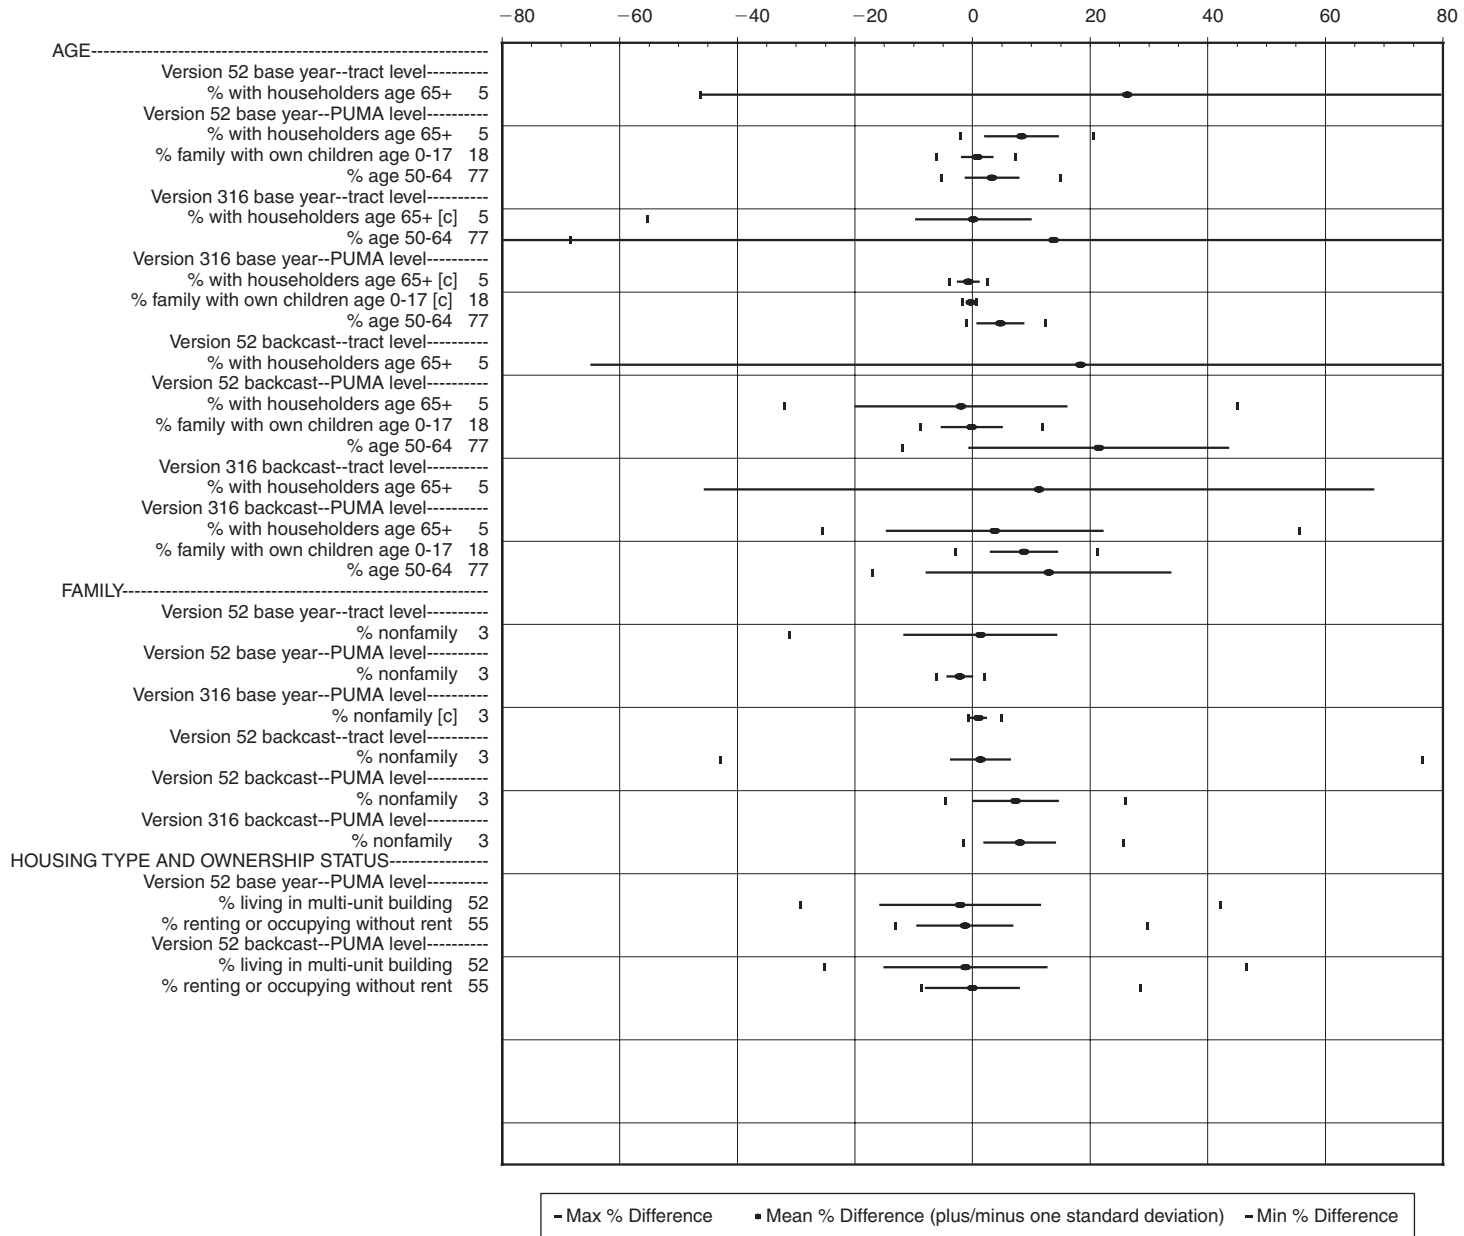 −80 −60 −40 −20 0 20 40 60 80
AGE----------------------------------------------------------------
Version 52 base year--tract level----------
% with householders age 65+ 5
Version 52 base year--PUMA level----------
% with householders age 65+ 5
% family with own children age 0-17 18
% age 50-64 77
Version 316 base year--tract level----------
% with householders age 65+ [c] 5
% age 50-64 77
Version 316 base year--PUMA level----------
% with householders age 65+ [c] 5
% family with own children age 0-17 [c] 18
% age 50-64 77
Version 52 backcast--tract level----------
% with householders age 65+ 5
Version 52 backcast--PUMA level----------
% with householders age 65+ 5
% family with own children age 0-17 18
% age 50-64 77
Version 316 backcast--tract level----------
% with householders age 65+ 5
Version 316 backcast--PUMA level----------
% with householders age 65+ 5
% family with own children age 0-17 18
% age 50-64 77
FAMILY-----------------------------------------------------------
Version 52 base year--tract level----------
% nonfamily 3
Version 52 base year--PUMA level----------
% nonfamily 3
Version 316 base year--PUMA level----------
% nonfamily [c] 3
Version 52 backcast--tract level----------
% nonfamily 3
Version 52 backcast--PUMA level----------
% nonfamily 3
Version 316 backcast--PUMA level----------
% nonfamily 3
HOUSING TYPE AND OWNERSHIP STATUS----------------
Version 52 base year--PUMA level----------
% living in multi-unit building 52
% renting or occupying without rent 55
Version 52 backcast--PUMA level----------
% living in multi-unit building 52
% renting or occupying without rent 55
Max % Difference Mean % Difference (plus/minus one standard deviation) Min % Difference